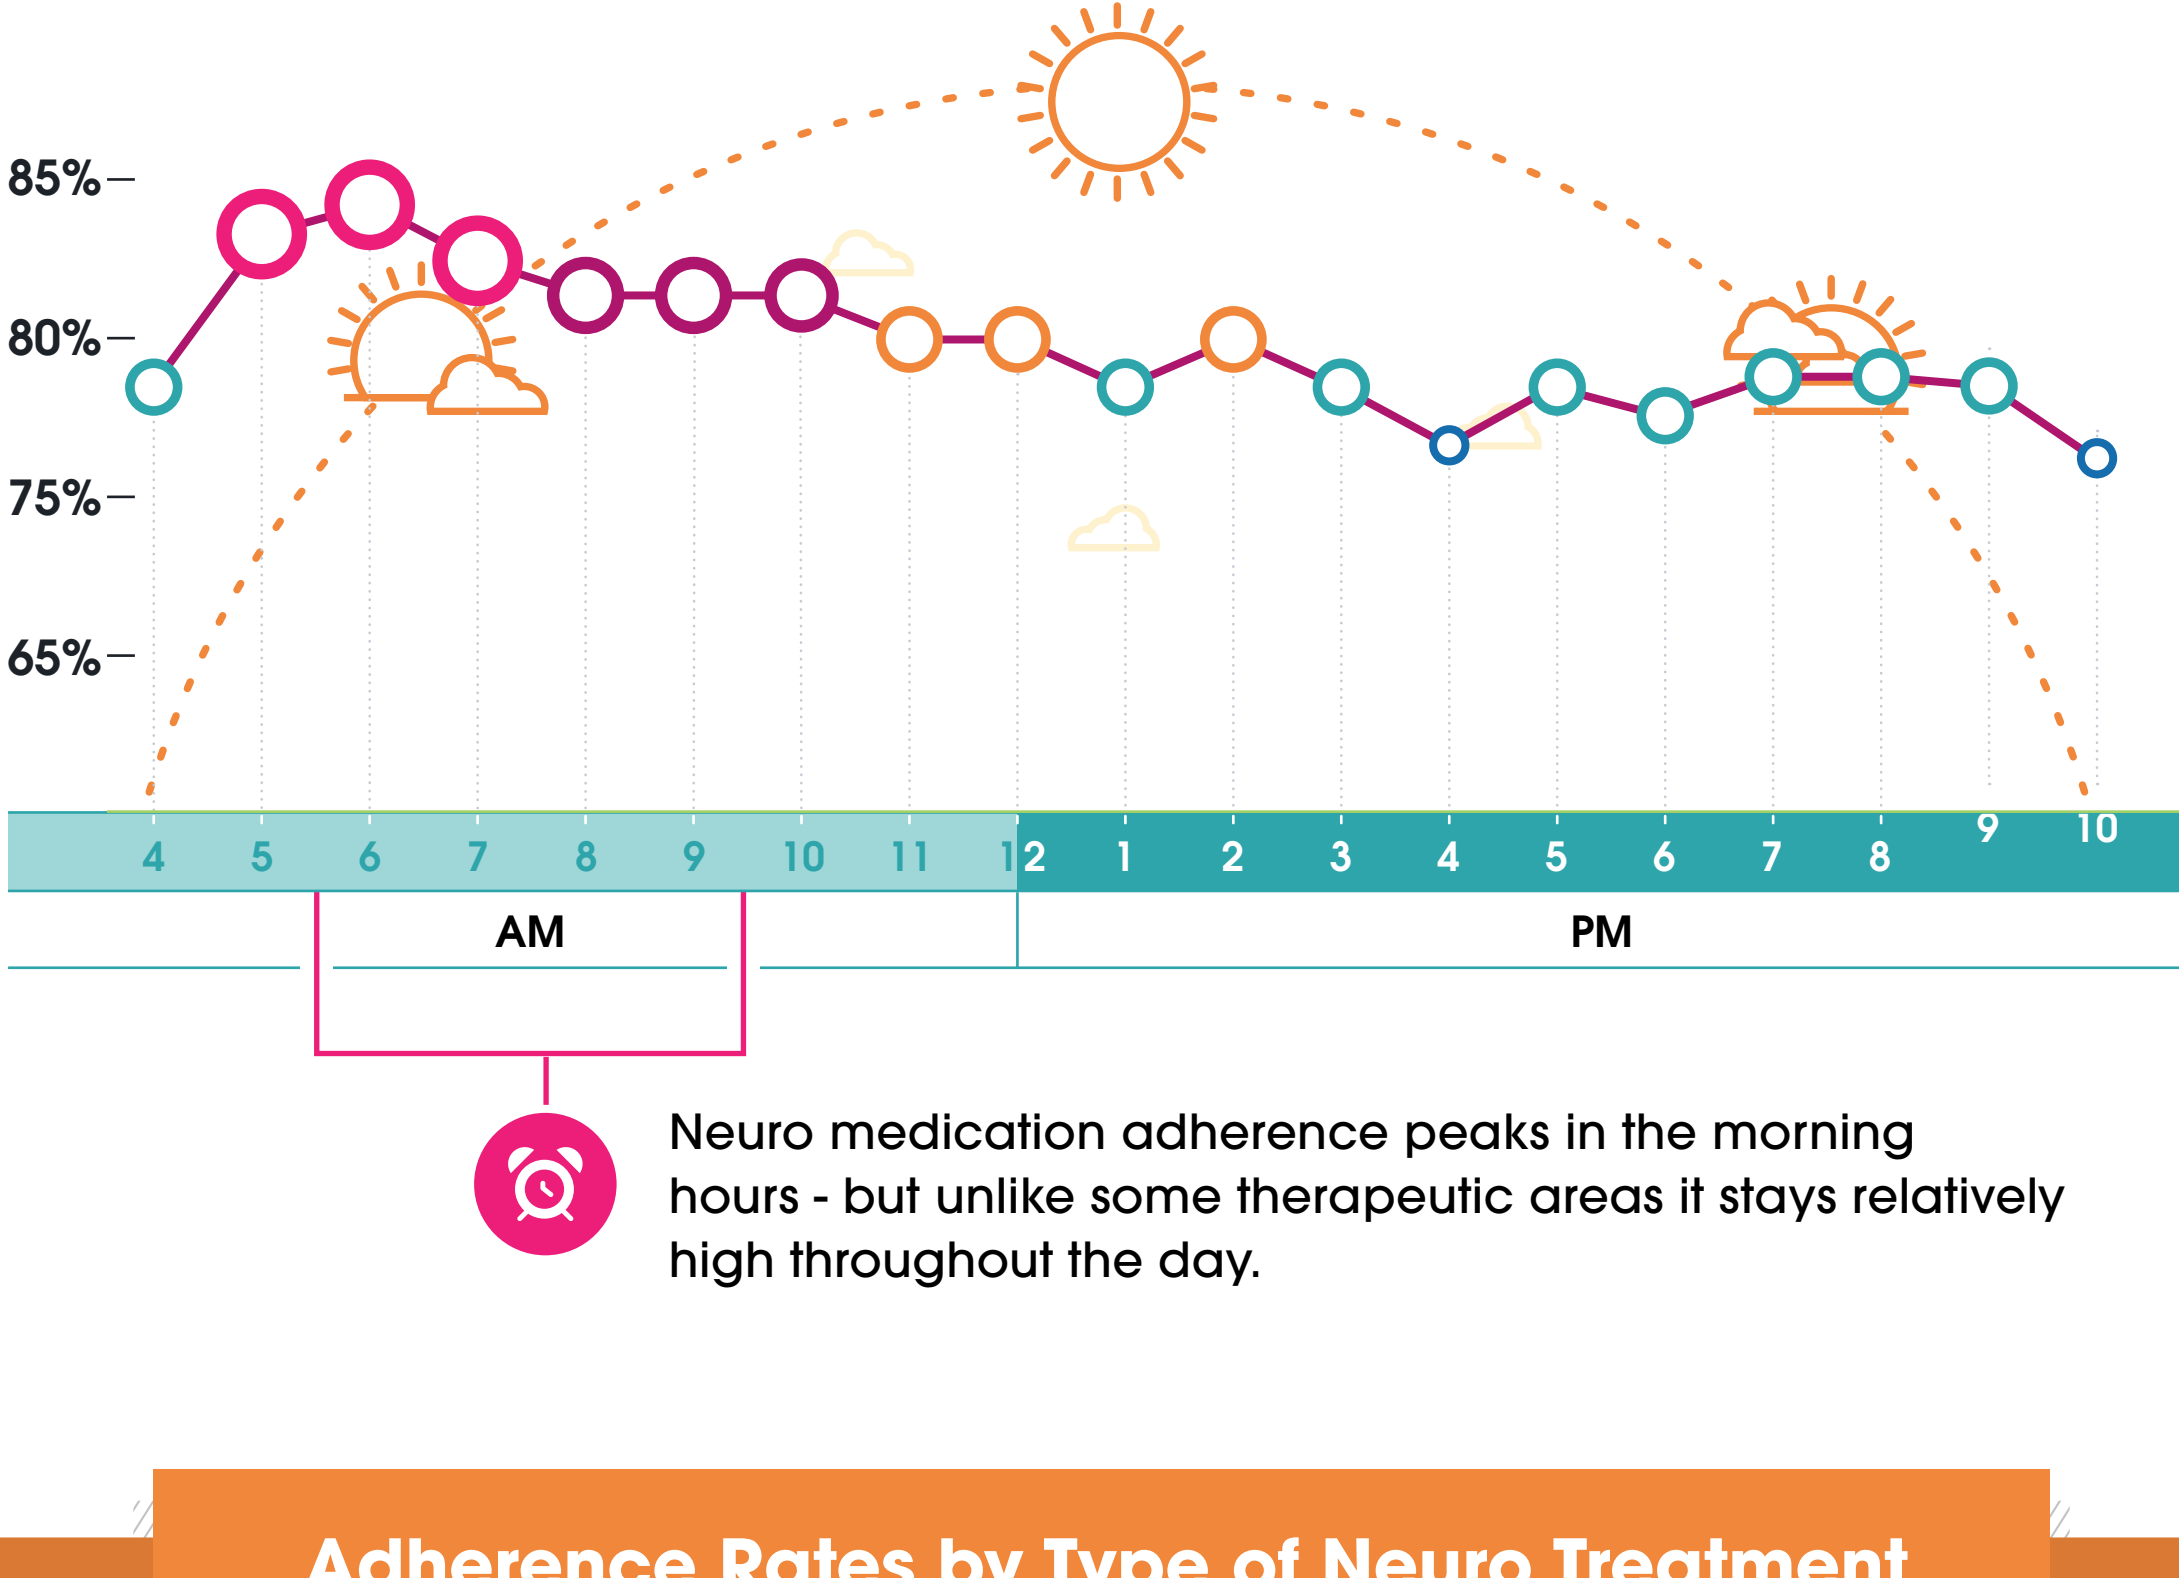 85%
80%
75%
65%
4 5 6 7 8 9 10 11 12 1 2 3 4 5 6 7 8 9 10
AM PM
Neuro medication adherence peaks in the morning
hours - but unlike some therapeutic areas it stays relatively
high throughout the day.
Adherence Rates by Type of Neuro Treatment